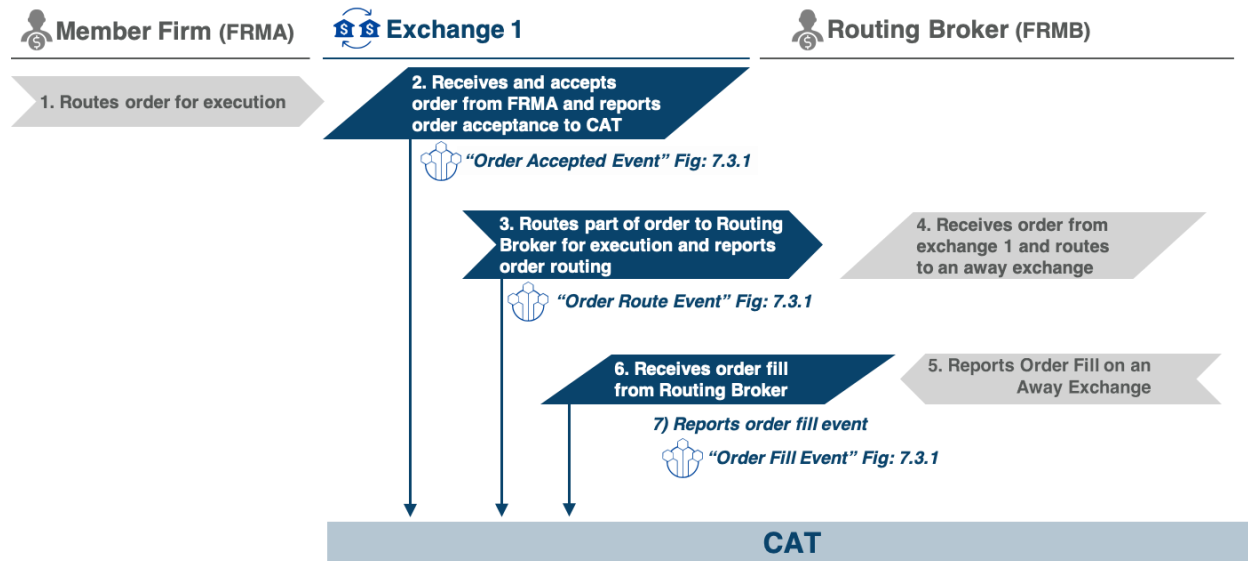 Member Firm (FRMA)
Exchange 1
Routing Broker (FRMB)
1. Routes order for execution
2. Receives and accepts
order from FRMA and reports
order acceptance to CAT
“Order Accepted Event” Fig: 7.3.1
3. Routes part of order to Routing
Broker for execution and reports
order routing
4. Receives order from
exchange 1 and routes
to an away exchange
“Order Route Event” Fig: 7.3.1
6. Receives order fill
from Routing Broker
5. Reports Order Fill on an
Away Exchange
7) Reports order fill event
“Order Fill Event” Fig: 7.3.1
CAT